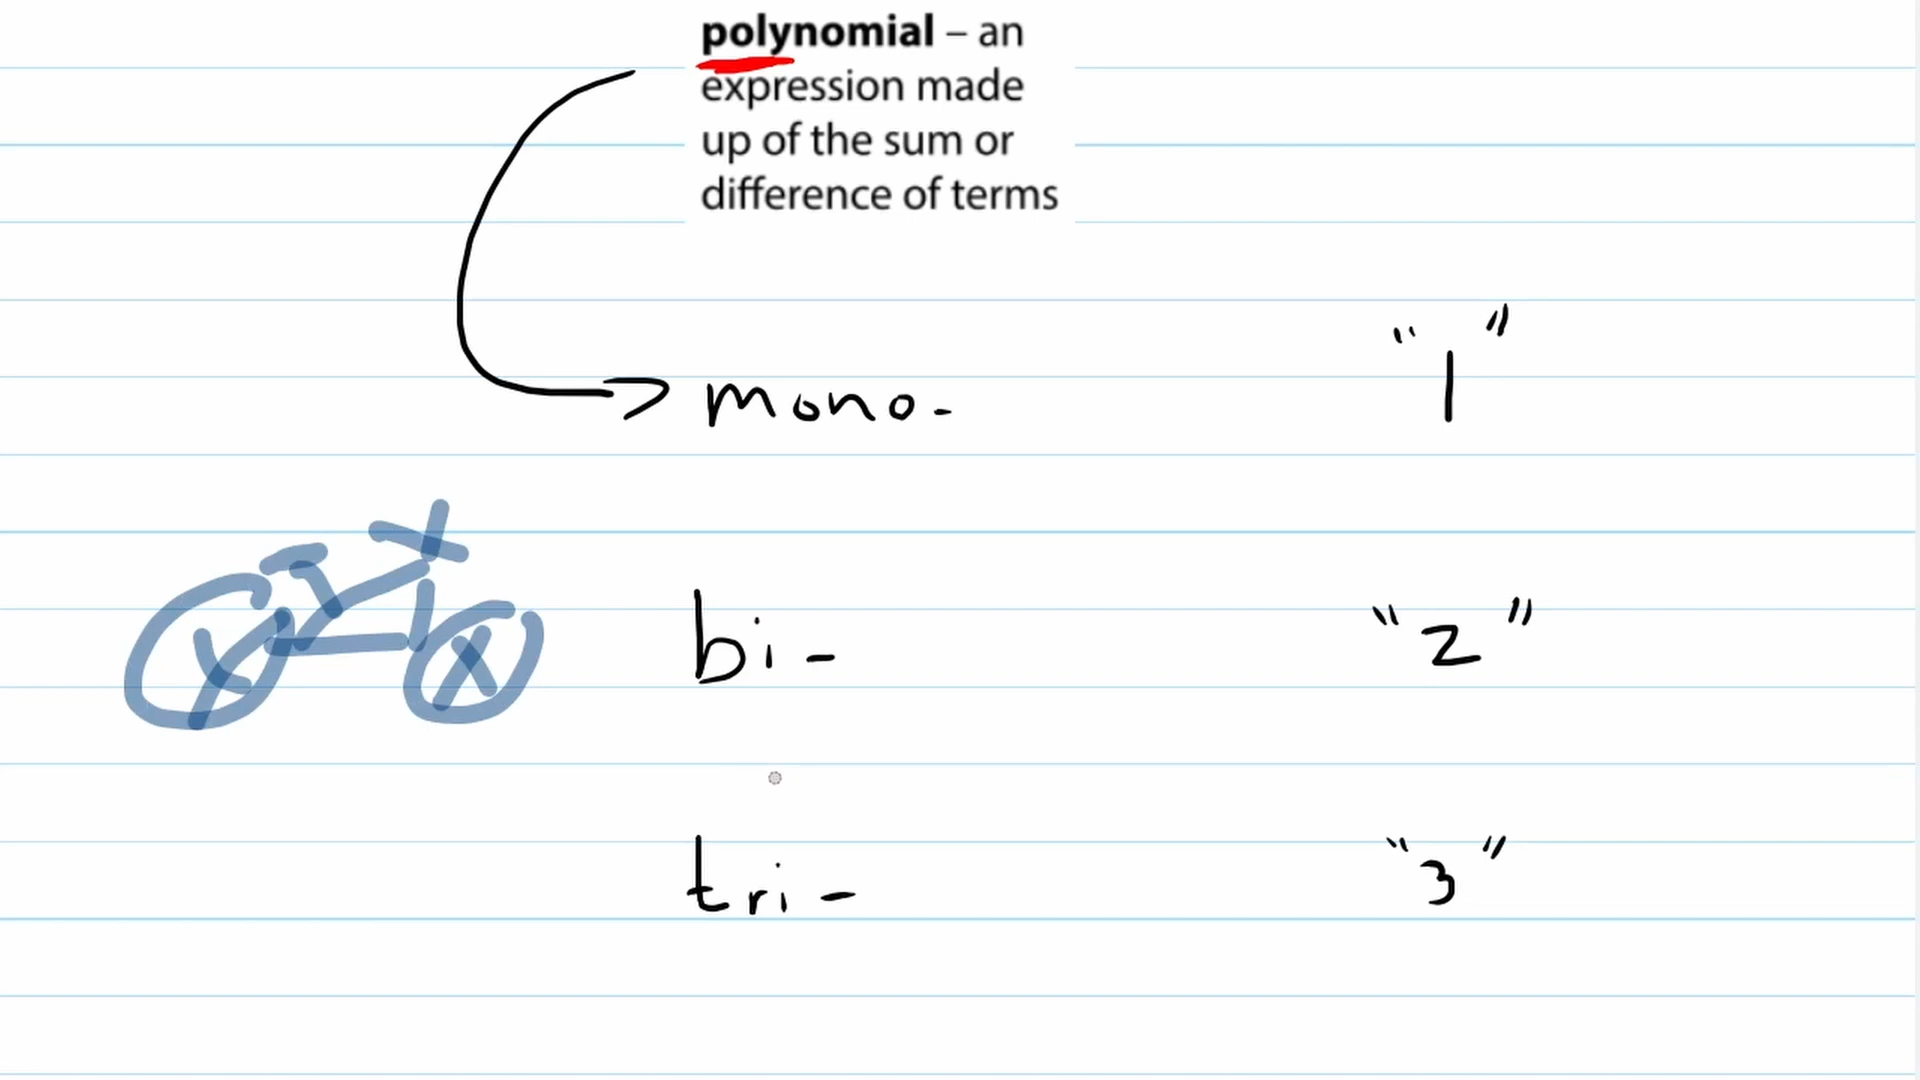 polynomial – an
expression made
up of the sum or
difference of terms
mono- "1"
bi- "2"
tri- "3"